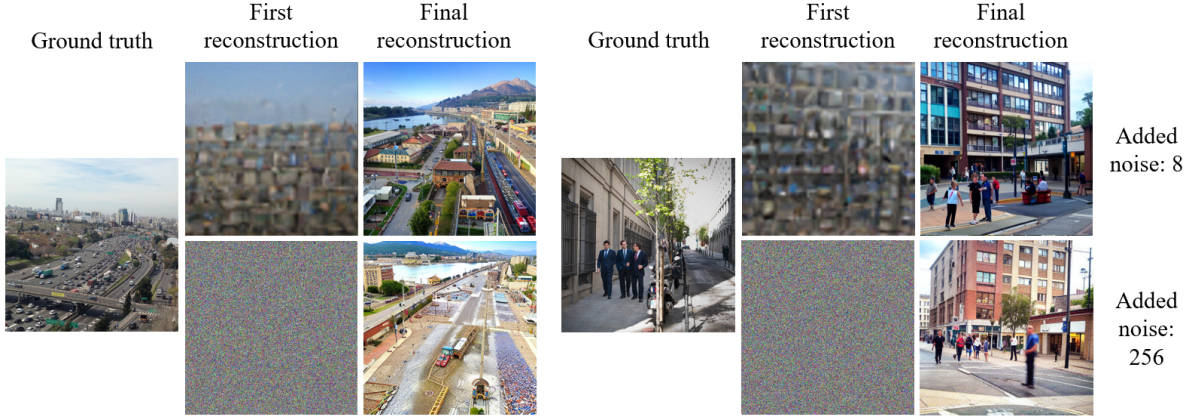 Ground truth
First
reconstruction
Final
reconstruction
Ground truth
First
reconstruction
Final
reconstruction
Added
noise: 8
Added
noise:
256